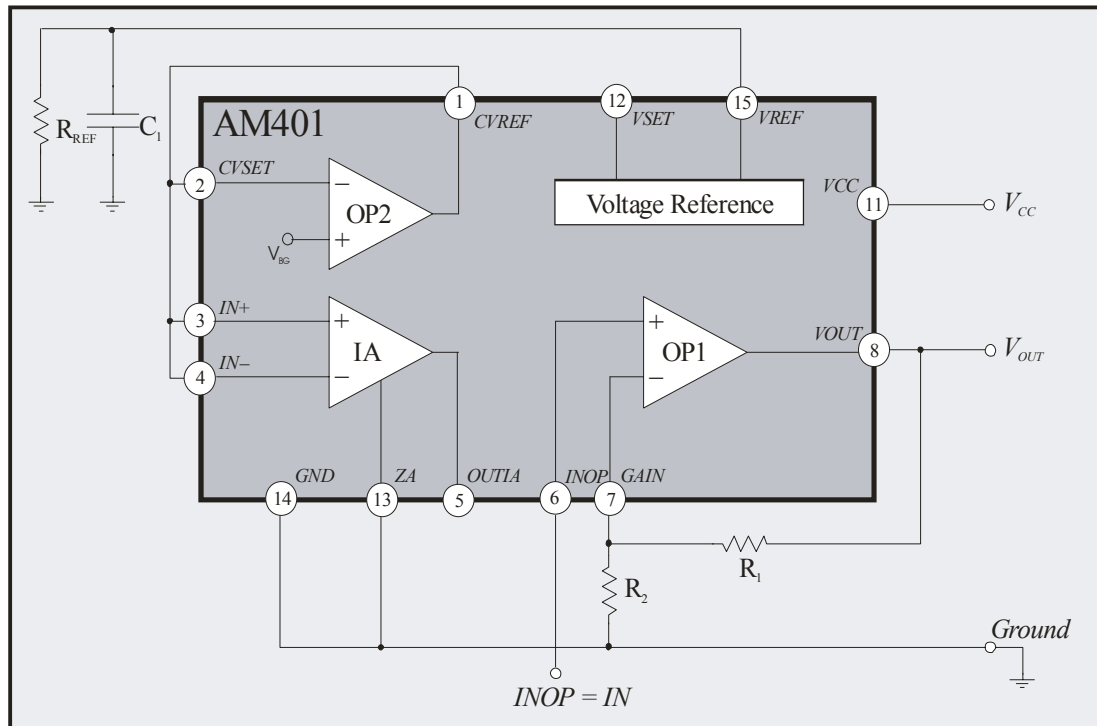 AM401
R_REF
C_1
1
CVREF
12
VSET
15
VREF
2
CVSET
OP2
−
+
V_BG
Voltage Reference
VCC
11
V_CC
3
IN+
4
IN−
+
−
IA
+
−
OP1
VOUT
8
V_OUT
GND
14
ZA
13
OUTIA
5
INOP
6
GAIN
7
R_1
R_2
Ground
INOP = IN